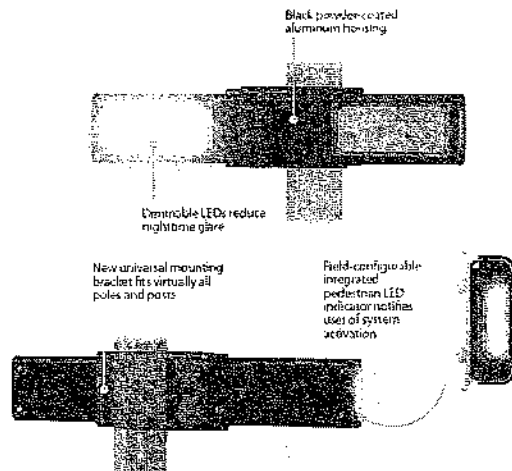 Black powder-coated
aluminum housing
Dimmable LEDs reduce
nighttime glare
New universal mounting
bracket fits virtually all
poles and posts
Field-configurable
integrated
pedestrian LED
indicator notifies
uses of system
activation